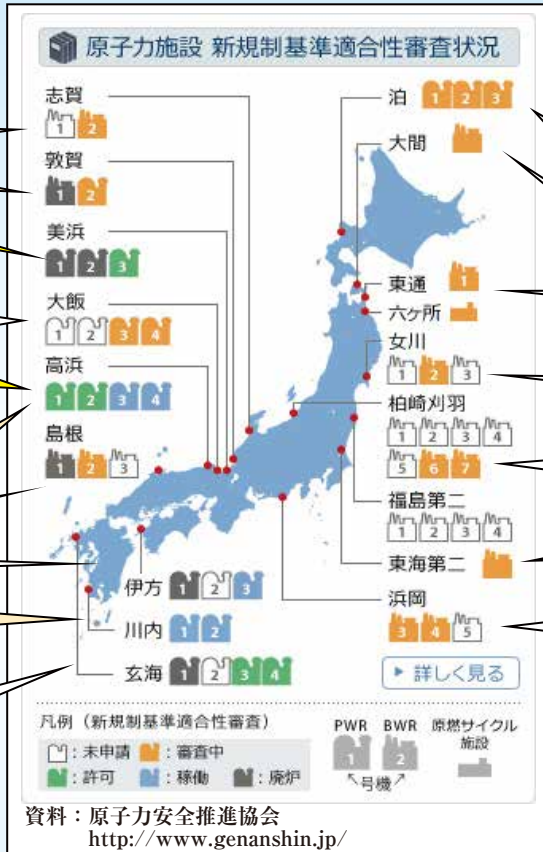 原子力施設 新規制基準適合性審査状況
志賀
1 2
敦賀
1 2
美浜
1 2 3
大飯
1 2 3 4
高浜
1 2 3 4
島根
1 2 3
泊
1 2 3
大間
東通
1
六ケ所
女川
1 2 3
柏崎刈羽
1 2 3 4
5 6 7
福島第二
1 2 3 4
東海第二
浜岡
3 4 5
伊方
1 2 3
川内
1 2
玄海
1 2 3 4
詳しく見る
凡例（新規制基準適合性審査）
：未申請 ：審査中
：許可 ：稼働 ：廃炉
PWR BWR 原燃サイクル
施設
1 2
号機
資料：原子力安全推進協会
http://www.genanshin.jp/